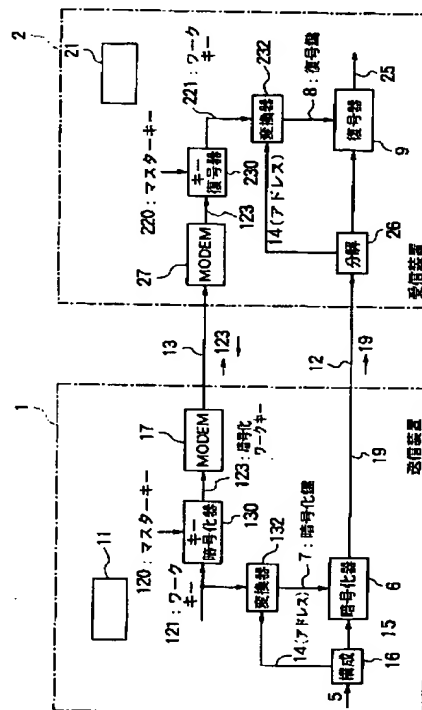 1
11
120:マスターキー
121:ワーク
キー
キー
暗号化器
130
123:暗号化
ワークキー
17
MODEM
132
変換器
7:暗号化鍵
14(アドレス)
5
構成
16
15
暗号化器
6
19
送信装置
13
123
12
19
2
21
220:マスターキー
221:ワーク
キー
キー
復号器
230
123
MODEM
27
232
変換器
14(アドレス)
8:復号鍵
分解
26
復号器
9
25
受信装置